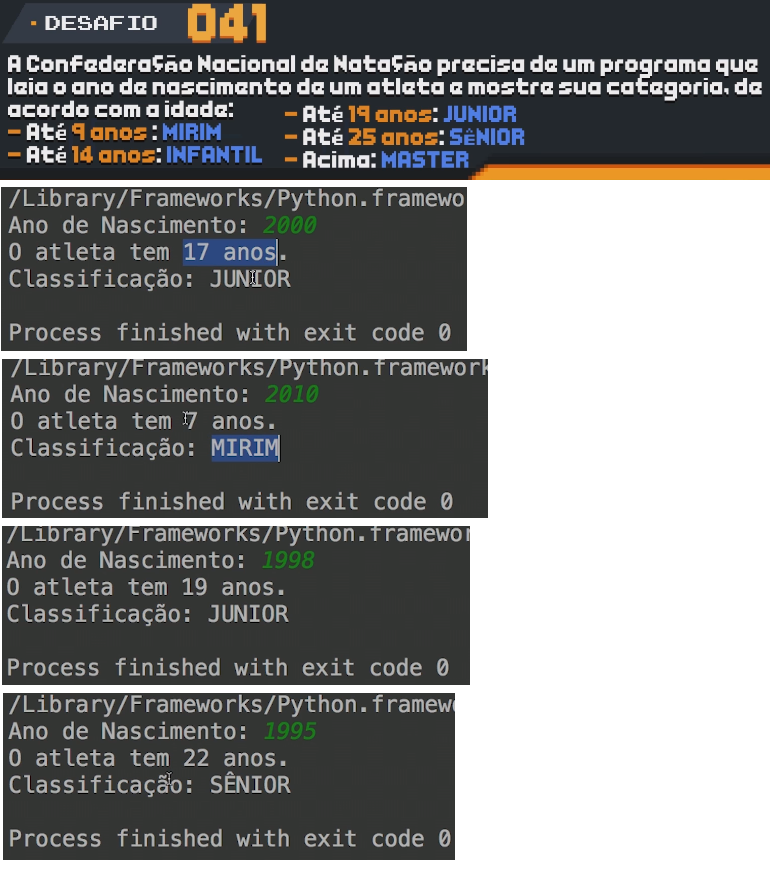 · DESAFIO 041
A Confederação Nacional de Natação precisa de um programa que
leia o ano de nascimento de um atleta e mostre sua categoria, de
acordo com a idade:
- Até 9 anos: MIRIM
- Até 14 anos: INFANTIL
- Até 19 anos: JUNIOR
- Até 25 anos: SÊNIOR
- Acima: MASTER
/Library/Frameworks/Python.framewo
Ano de Nascimento: 2000
O atleta tem 17 anos.
Classificação: JUNIOR
Process finished with exit code 0
/Library/Frameworks/Python.framework
Ano de Nascimento: 2010
O atleta tem 7 anos.
Classificação: MIRIM
Process finished with exit code 0
/Library/Frameworks/Python.framewor
Ano de Nascimento: 1998
O atleta tem 19 anos.
Classificação: JUNIOR
Process finished with exit code 0
/Library/Frameworks/Python.framew
Ano de Nascimento: 1995
O atleta tem 22 anos.
Classificação: SÊNIOR
Process finished with exit code 0